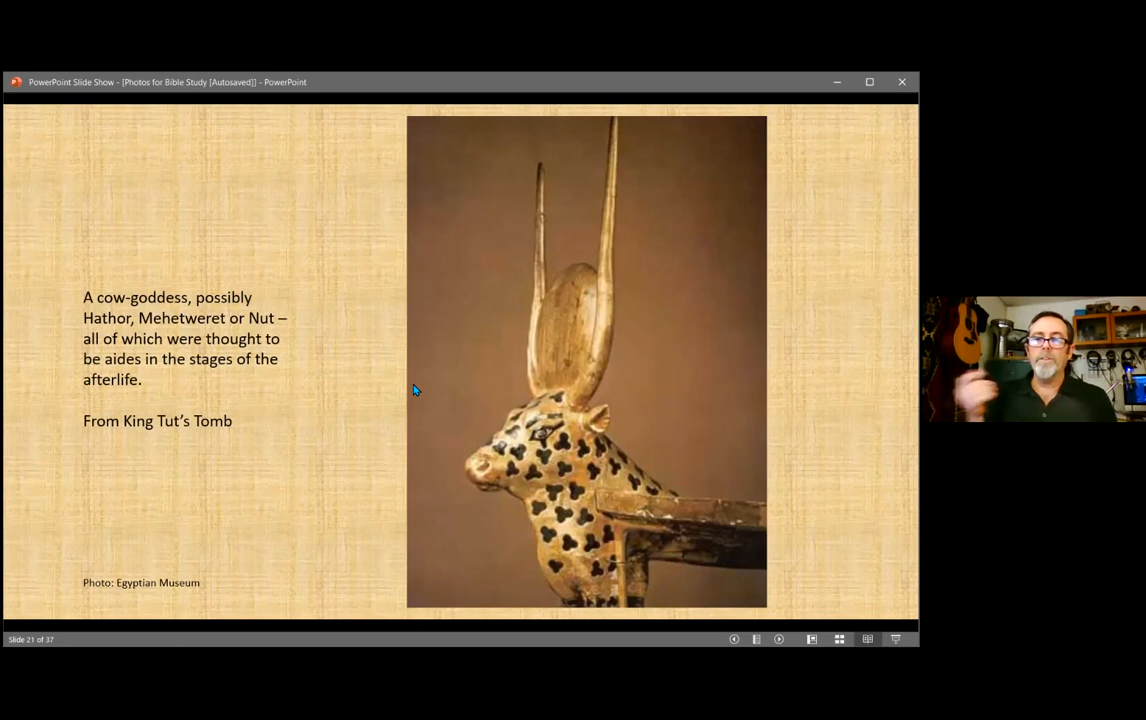 PowerPoint Slide Show - [Photos for Bible Study [Autosaved]] - PowerPoint
A cow-goddess, possibly
Hathor, Mehetweret or Nut –
all of which were thought to
be aides in the stages of the
afterlife.
From King Tut's Tomb
Photo: Egyptian Museum
Slide 21 of 37